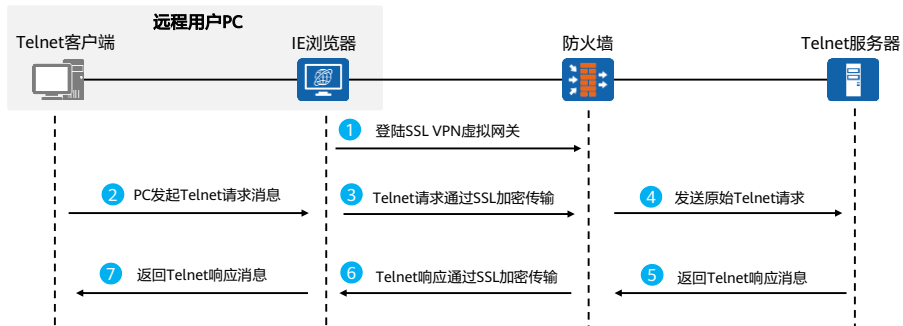 远程用户PC
Telnet客户端
IE浏览器
防火墙
Telnet服务器
1 登陆SSL VPN虚拟网关
2 PC发起Telnet请求消息
3 Telnet请求通过SSL加密传输
4 发送原始Telnet请求
7 返回Telnet响应消息
6 Telnet响应通过SSL加密传输
5 返回Telnet响应消息